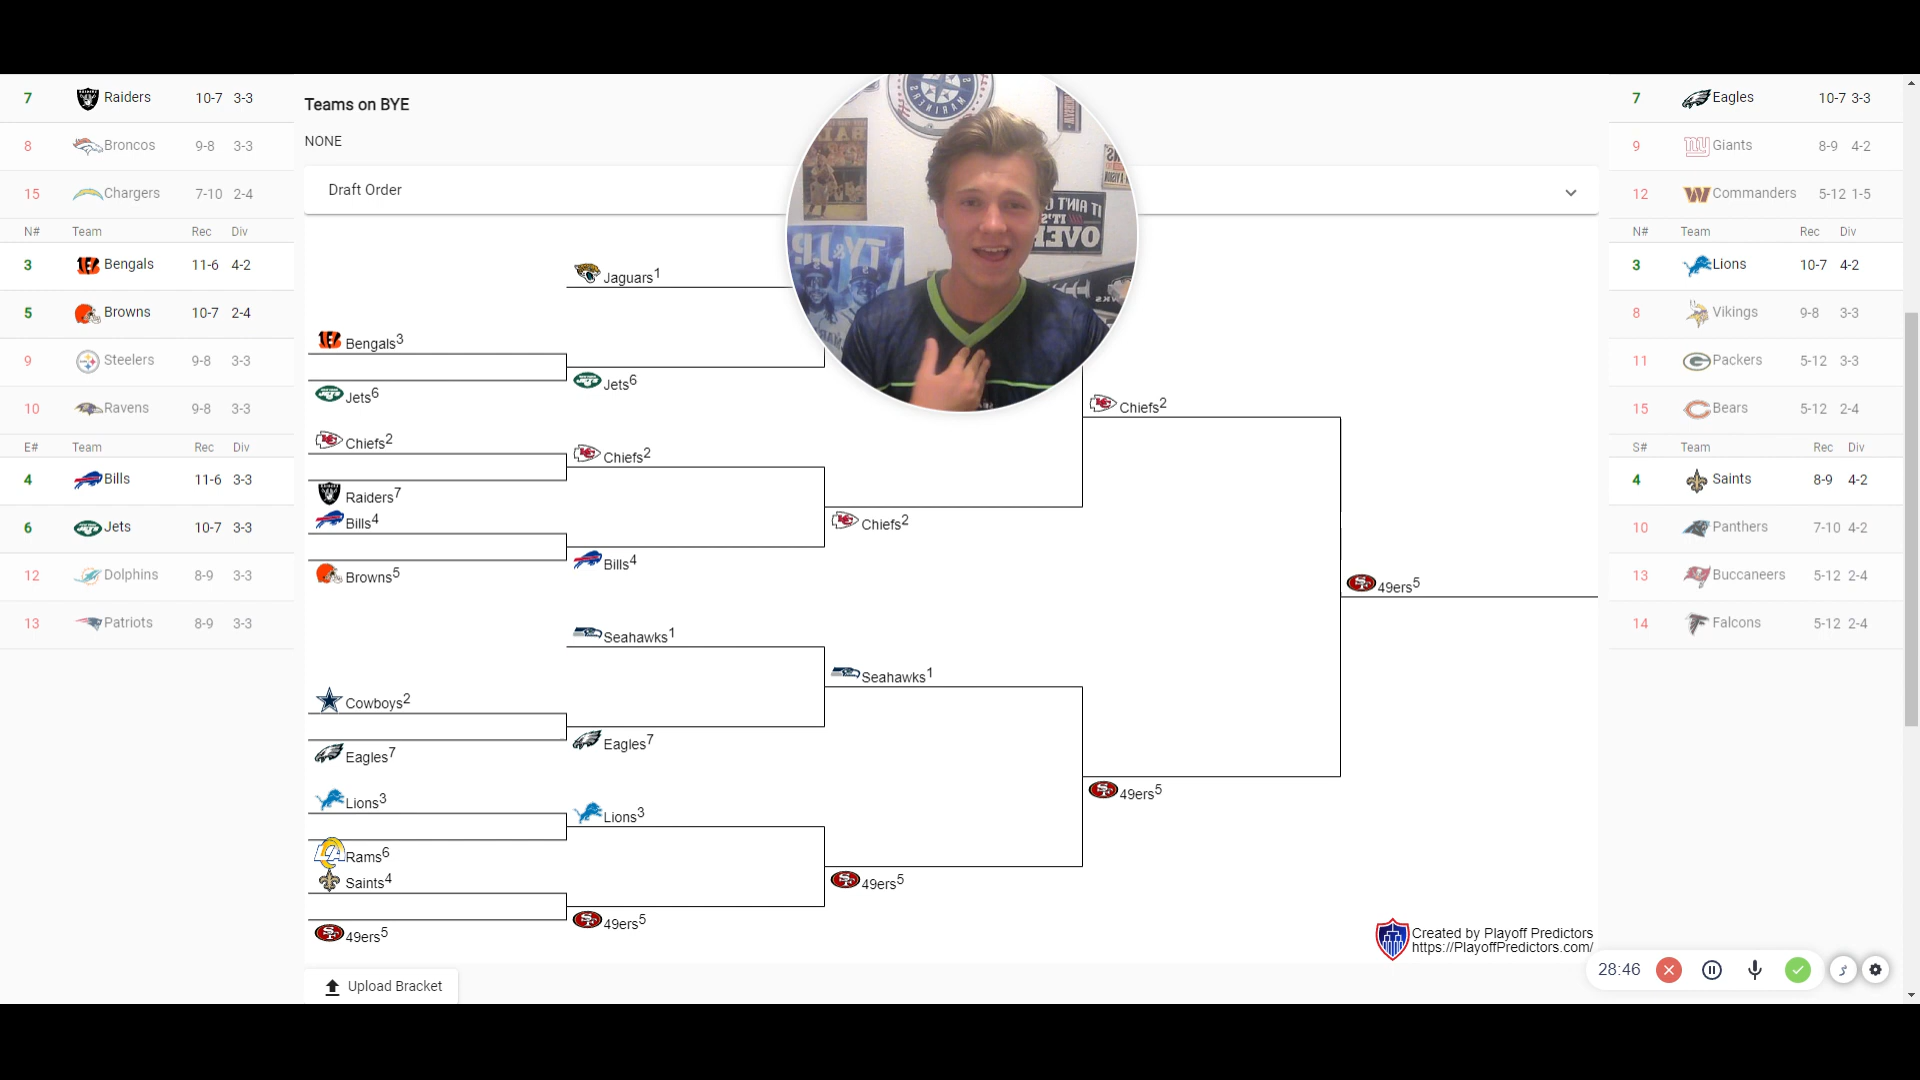 7 Raiders 10-7 3-3
8 Broncos 9-8 3-3
15 Chargers 7-10 2-4
N# Team Rec Div
3 Bengals 11-6 4-2
5 Browns 10-7 2-4
9 Steelers 9-8 3-3
10 Ravens 9-8 3-3
E# Team Rec Div
4 Bills 11-6 3-3
6 Jets 10-7 3-3
12 Dolphins 8-9 3-3
13 Patriots 8-9 3-3
Teams on BYE
NONE
Draft Order
Jaguars1
Bengals3
Jets6
Jets6
Chiefs2
Chiefs2
Raiders7
Bills4
Bills4
Browns5
Chiefs2
Chiefs2
Seahawks1
Seahawks1
Cowboys2
Eagles7
Eagles7
Lions3
Lions3
Rams6
Saints4
49ers5
49ers5
49ers5
49ers5
49ers5
MARINERS
IT AIN'T
IT'S
OVER
TY & J.P.
Created by Playoff Predictors
https://PlayoffPredictors.com/
Upload Bracket
28:46
7 Eagles 10-7 3-3
9 Giants 8-9 4-2
12 Commanders 5-12 1-5
N# Team Rec Div
3 Lions 10-7 4-2
8 Vikings 9-8 3-3
11 Packers 5-12 3-3
15 Bears 5-12 2-4
S# Team Rec Div
4 Saints 8-9 4-2
10 Panthers 7-10 4-2
13 Buccaneers 5-12 2-4
14 Falcons 5-12 2-4